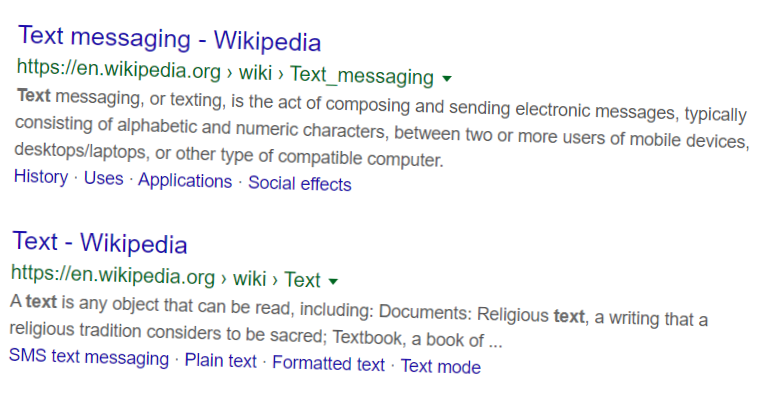 Text messaging - Wikipedia
https://en.wikipedia.org › wiki › Text_messaging
Text messaging, or texting, is the act of composing and sending electronic messages, typically
consisting of alphabetic and numeric characters, between two or more users of mobile devices,
desktops/laptops, or other type of compatible computer.
History · Uses · Applications · Social effects
Text - Wikipedia
https://en.wikipedia.org › wiki › Text
A text is any object that can be read, including: Documents: Religious text, a writing that a
religious tradition considers to be sacred; Textbook, a book of ...
SMS text messaging · Plain text · Formatted text · Text mode